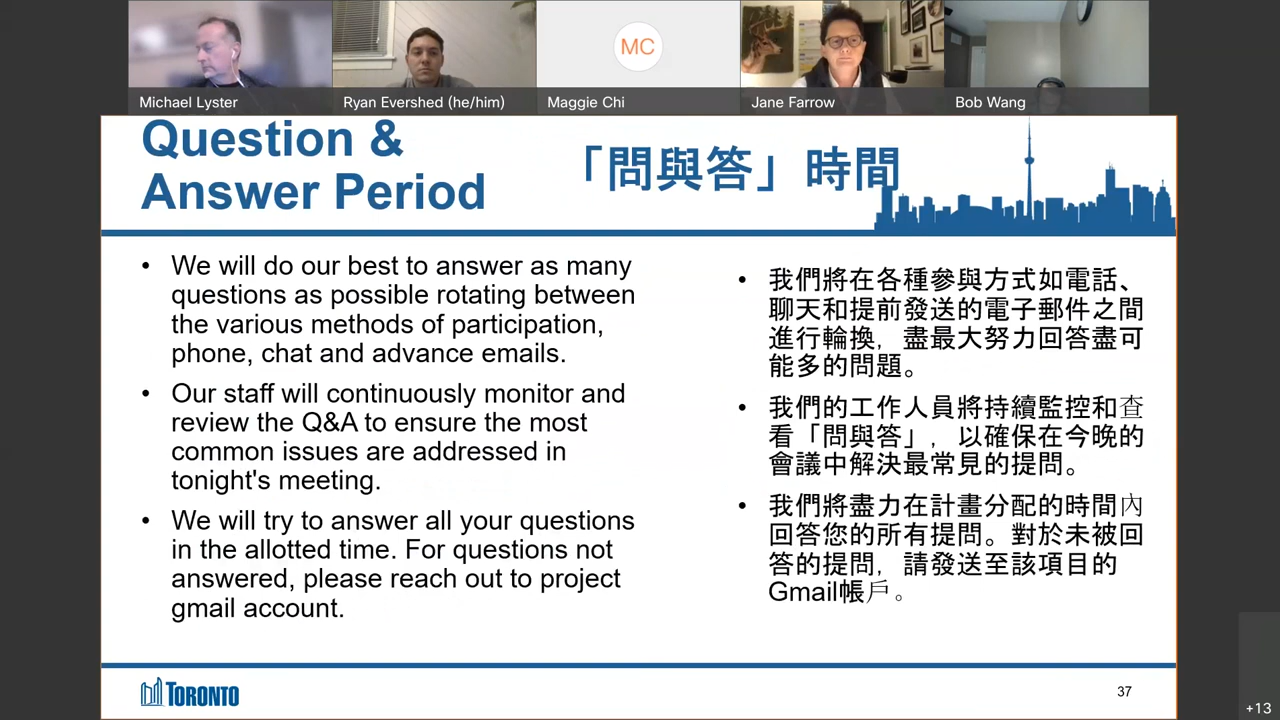 MC
Michael Lyster
Ryan Evershed (he/him)
Maggie Chi
Jane Farrow
Bob Wang
Question &
Answer Period
「問與答」時間
• We will do our best to answer as many
questions as possible rotating between
the various methods of participation,
phone, chat and advance emails.
• Our staff will continuously monitor and
review the Q&A to ensure the most
common issues are addressed in
tonight's meeting.
• We will try to answer all your questions
in the allotted time. For questions not
answered, please reach out to project
gmail account.
• 我們將在各種參與方式如電話、
聊天和提前發送的電子郵件之間
進行輪換，盡最大努力回答盡可
能多的問題。
• 我們的工作人員將持續監控和查
看「問與答」，以確保在今晚的
會議中解決最常見的提問。
• 我們將盡力在計畫分配的時間內
回答您的所有提問。對於未被回
答的提問，請發送至該項目的
Gmail帳戶。
TORONTO
37
+13